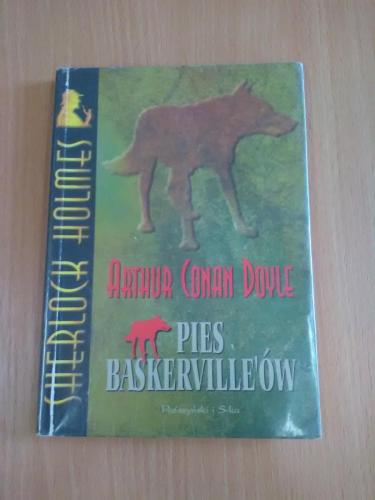 SHERLOCK HOLMES
ARTHUR CONAN DOYLE
PIES
BASKERVILLE'ÓW
Prószyński i S-ka